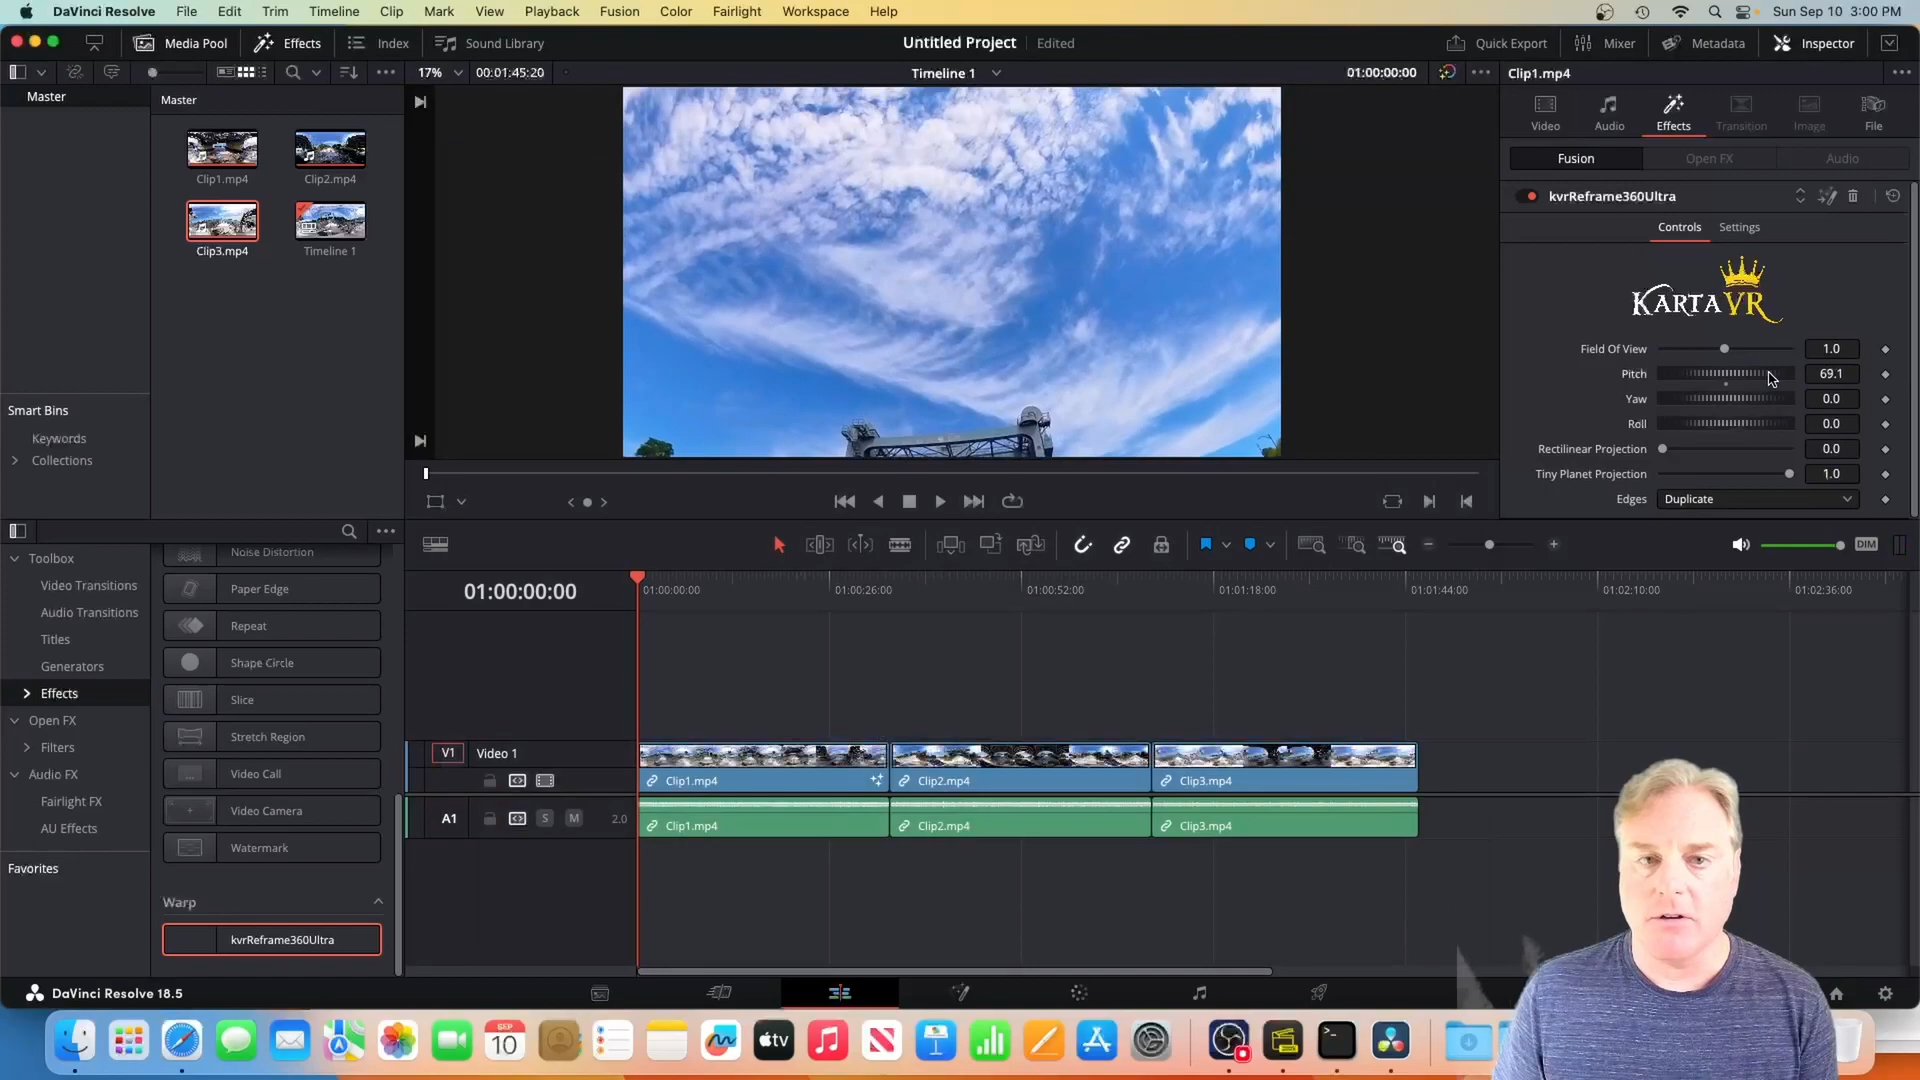 DaVinci Resolve File Edit Trim Timeline Clip Mark View Playback Fusion Color Fairlight Workspace Help Sun Sep 10 3:00 PM
Media Pool Effects Index Sound Library Untitled Project Edited Quick Export Mixer Metadata Inspector
17% 00:01:45:20 Timeline 1 01:00:00:00 Clip1.mp4
Master Master
Video Audio Effects Transition Image File
Clip1.mp4 Clip2.mp4
Fusion Open FX Audio
kvrReframe360Ultra
Controls Settings
Clip3.mp4 Timeline 1
KARTAVR
Field Of View 1.0
Pitch 69.1
Yaw 0.0
Roll 0.0
Rectilinear Projection 0.0
Tiny Planet Projection 1.0
Edges Duplicate
Smart Bins
Keywords
Collections
DIM
Toolbox
Video Transitions
Audio Transitions
Titles
Generators
Effects
Open FX
Filters
Audio FX
Fairlight FX
AU Effects
Favorites
Noise Distortion
Paper Edge
Repeat
Shape Circle
Slice
Stretch Region
Video Call
Video Camera
Watermark
Warp
kvrReframe360Ultra
01:00:00:00 01:00:00:00 01:00:26:00 01:00:52:00 01:01:18:00 01:01:44:00 01:02:10:00 01:02:36:00
V1 Video 1
Clip1.mp4 Clip2.mp4 Clip3.mp4
A1 S M 2.0
Clip1.mp4 Clip2.mp4 Clip3.mp4
DaVinci Resolve 18.5
SEP
10
tv